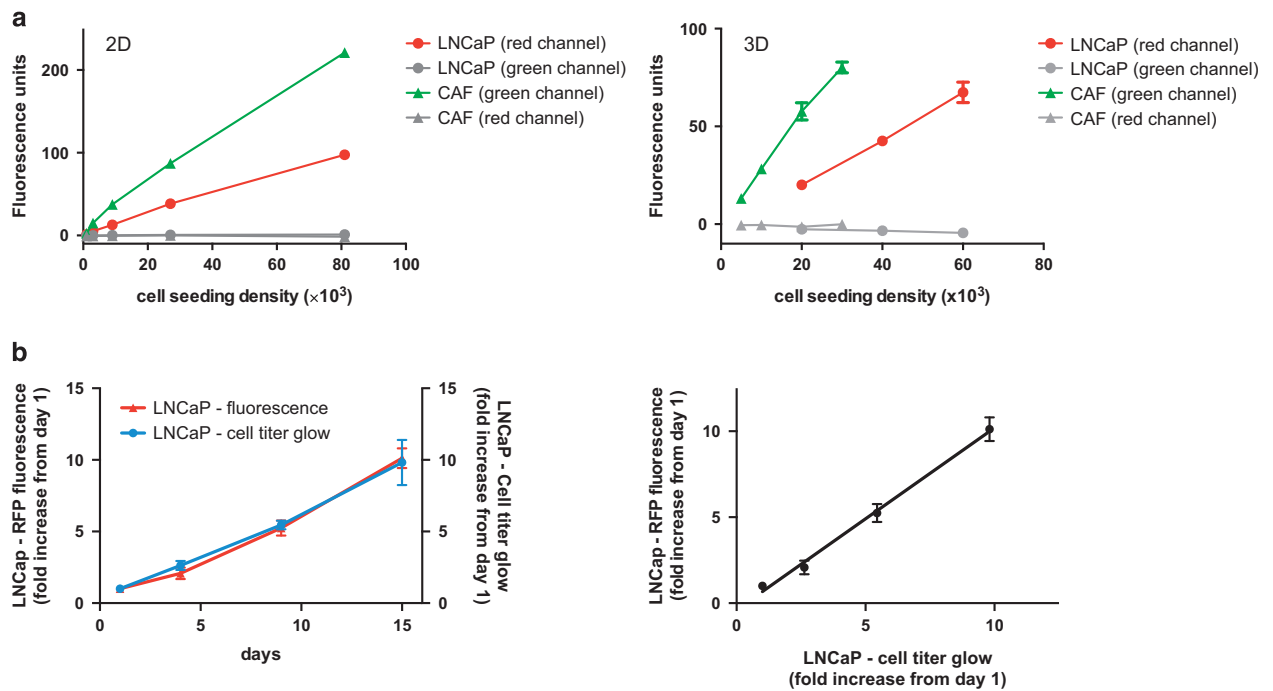 a
2D
Fluorescence units
200
100
0
0 20 40 60 80 100
cell seeding density (×10³)
LNCaP (red channel)
LNCaP (green channel)
CAF (green channel)
CAF (red channel)
3D
Fluorescence units
100
50
0
0 20 40 60 80
cell seeding density (x10³)
LNCaP (red channel)
LNCaP (green channel)
CAF (green channel)
CAF (red channel)
b
LNCap - RFP fluorescence
(fold increase from day 1)
15
10
5
0
LNCaP - fluorescence
LNCaP - cell titer glow
0 5 10 15
days
15
10
5
0
LNCaP - Cell titer glow
(fold increase from day 1)
LNCap - RFP fluorescence
(fold increase from day 1)
10
5
0
0 5 10
LNCaP - cell titer glow
(fold increase from day 1)